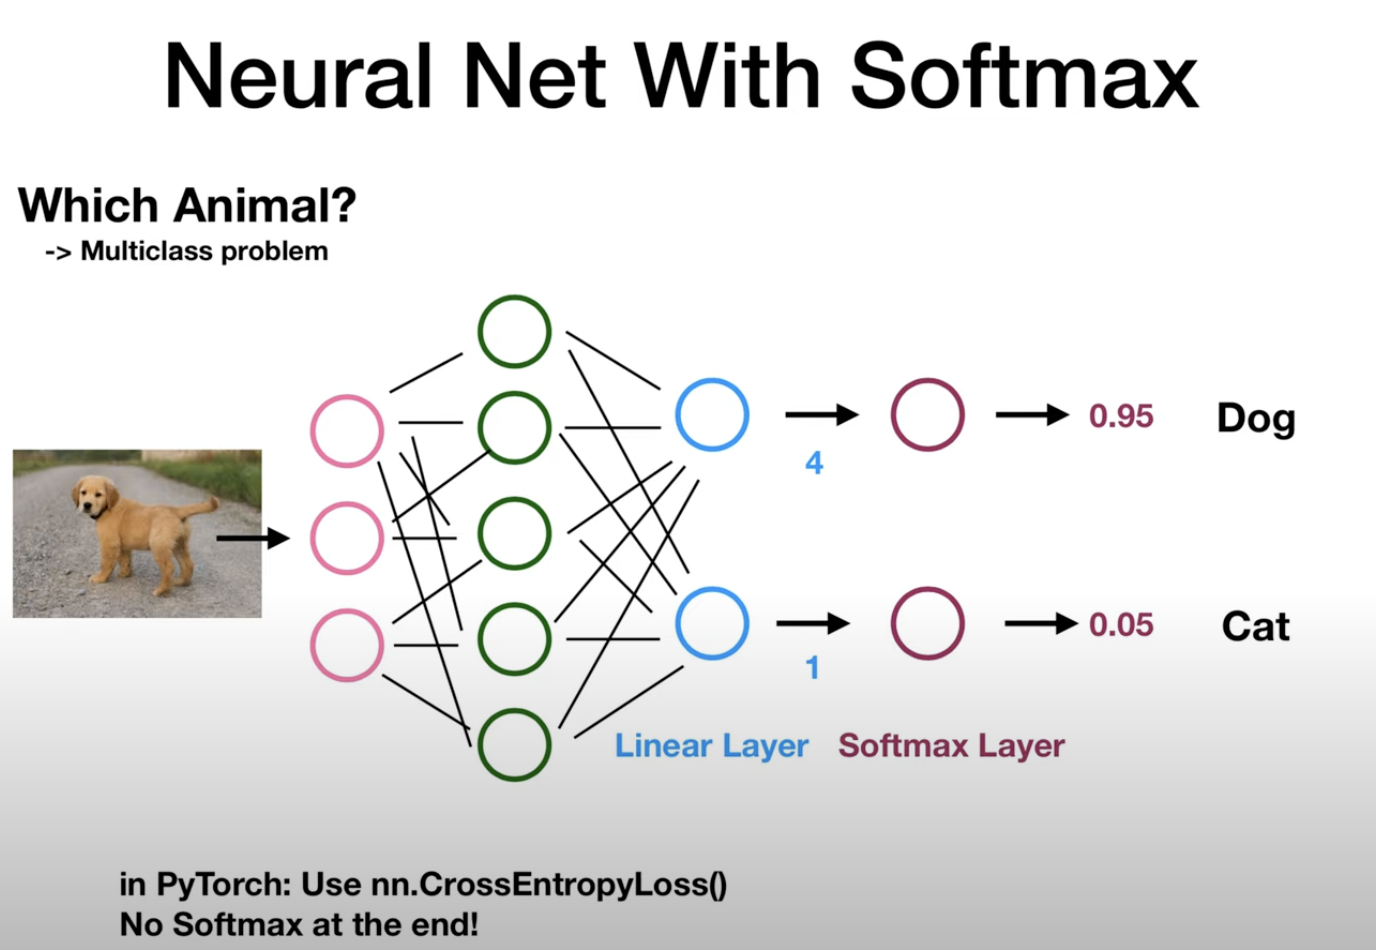 Neural Net With Softmax
Which Animal?
-> Multiclass problem
0.95 Dog
4
0.05 Cat
1
Linear Layer Softmax Layer
in PyTorch: Use nn.CrossEntropyLoss()
No Softmax at the end!